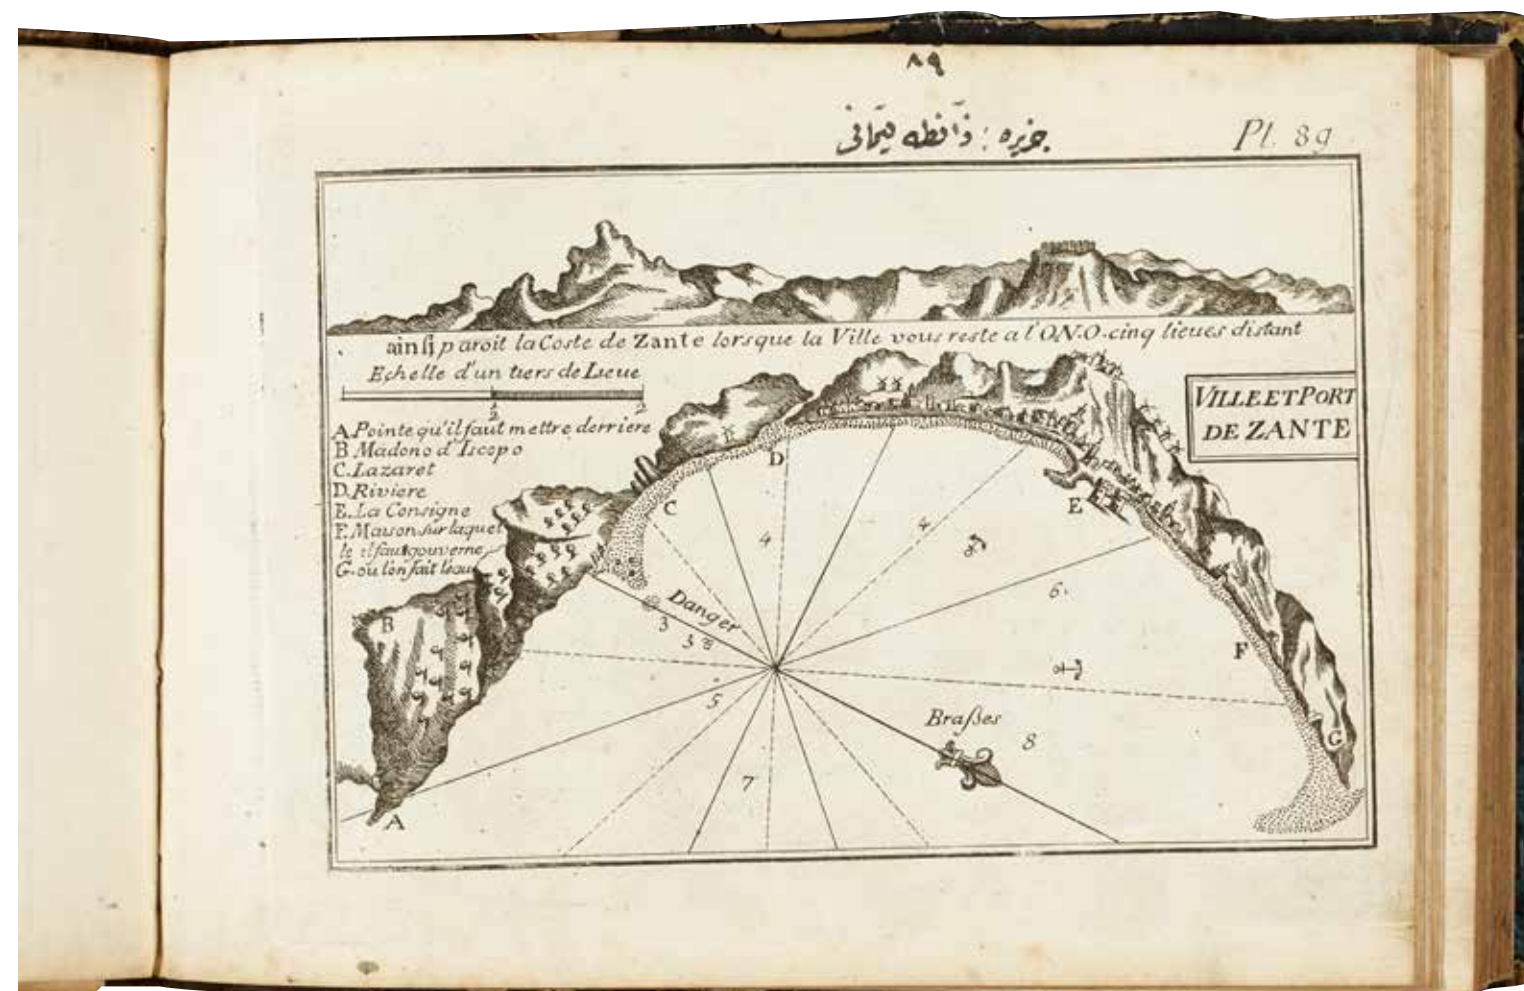 ٨٩
جزيره : زانطه ليماني
Pl. 89
ainsi paroit la Coste de Zante lorsque la Ville vous reste a l'O.N.O. cinq lieues distant
Echelle d'un tiers de Lieue
VILLE ET PORT
DE ZANTE
A. Pointe qu'il faut mettre derriere
B Madono d'Iscopo
C. Lazaret
D. Riviere
E. La Consigne
F. Maison sur laquel
le il faut gouverne
G. ou l'on fait l'eau
D
C
E
4
4
6.
Danger
3
3
B
F
5
Braßes
8
G
7
A